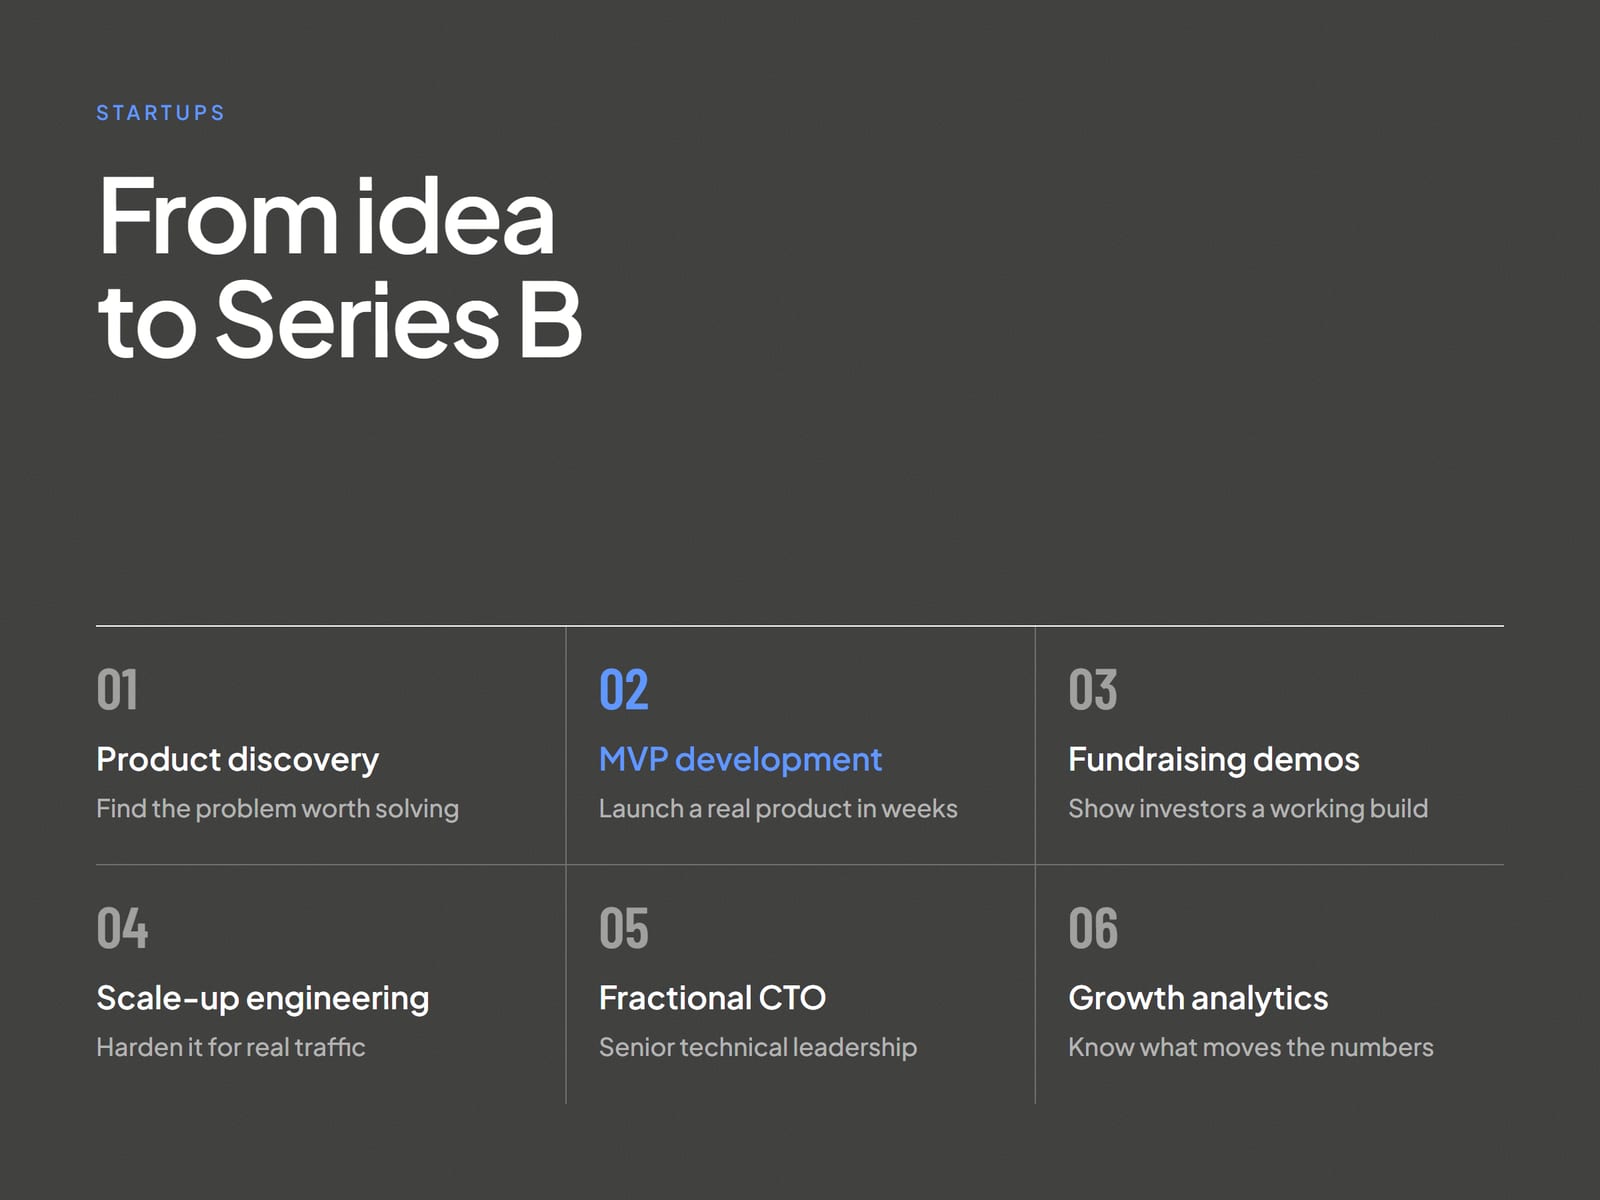 STARTUPS
From idea
to Series B
01
Product discovery
Find the problem worth solving
02
MVP development
Launch a real product in weeks
03
Fundraising demos
Show investors a working build
04
Scale-up engineering
Harden it for real traffic
05
Fractional CTO
Senior technical leadership
06
Growth analytics
Know what moves the numbers